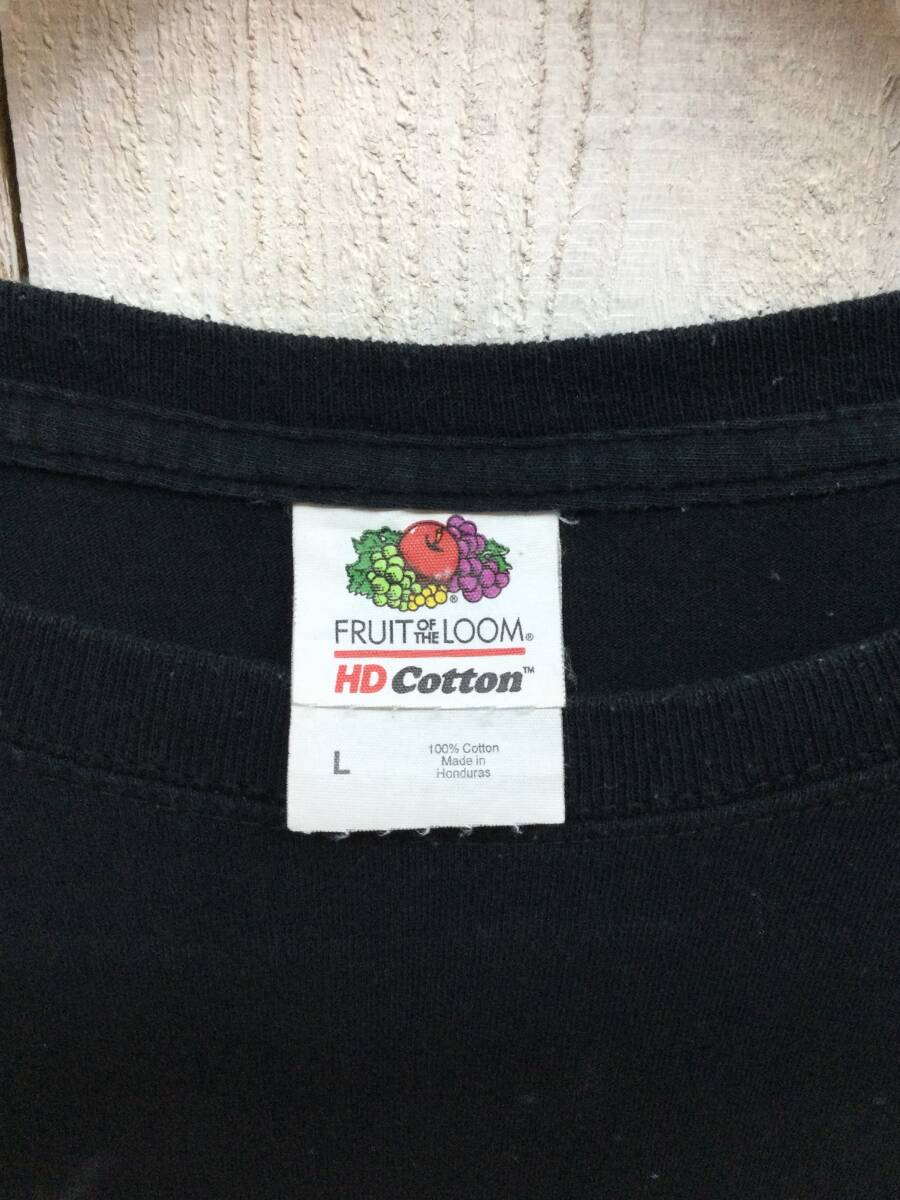 ®
FRUIT OF THE LOOM®
HD Cotton™
L
100% Cotton
Made in
Honduras